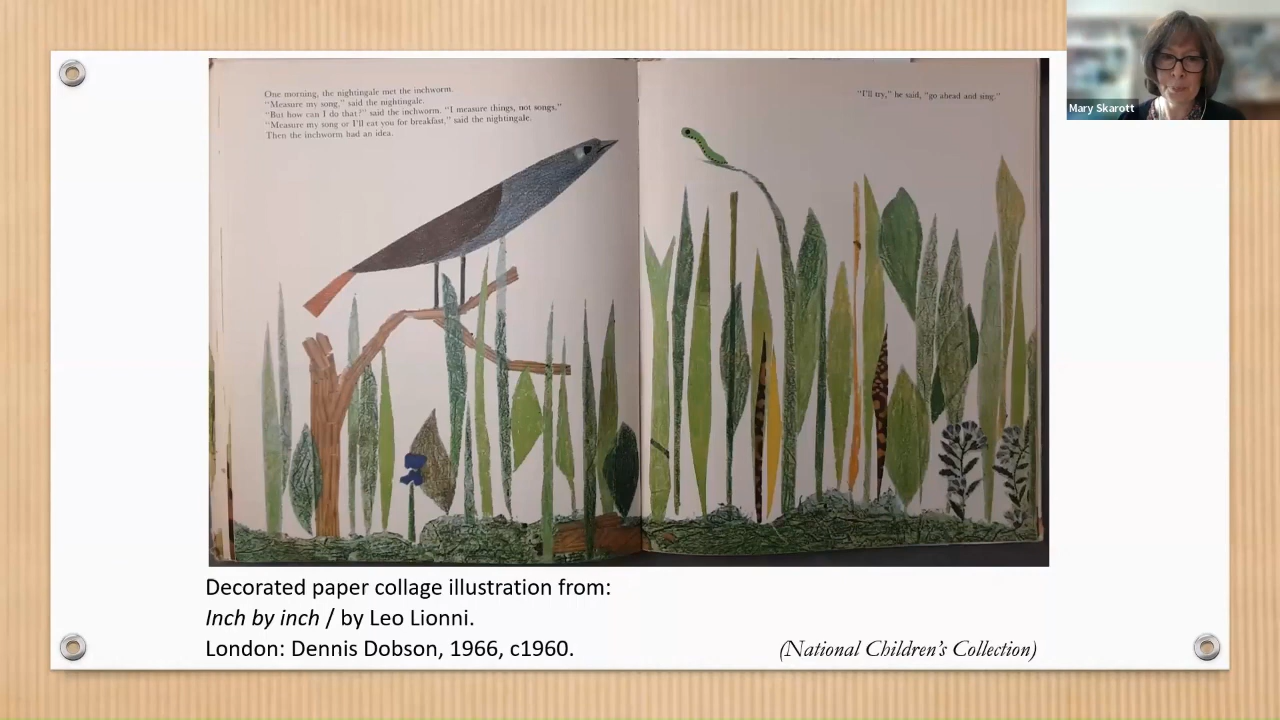 One morning, the nightingale met the inchworm.
"Measure my song," said the nightingale.
"But how can I do that?" said the inchworm. "I measure things, not songs."
"Measure my song or I'll eat you for breakfast," said the nightingale.
Then the inchworm had an idea.
"I'll try," he said, "go ahead and sing."
Mary Skarott
Decorated paper collage illustration from:
Inch by inch / by Leo Lionni.
London: Dennis Dobson, 1966, c1960.
(National Children's Collection)